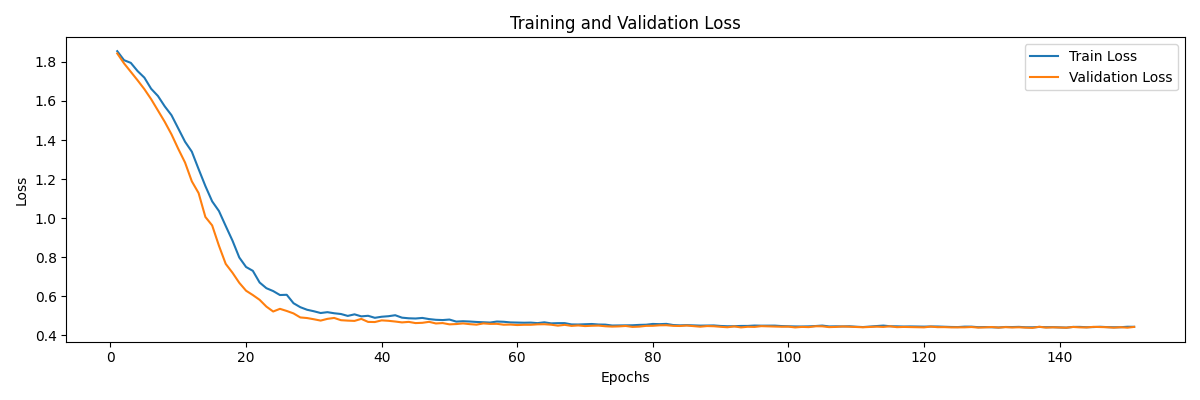 Training and Validation Loss
Train Loss
Validation Loss
Loss
1.8
1.6
1.4
1.2
1.0
0.8
0.6
0.4
0 20 40 60 80 100 120 140
Epochs